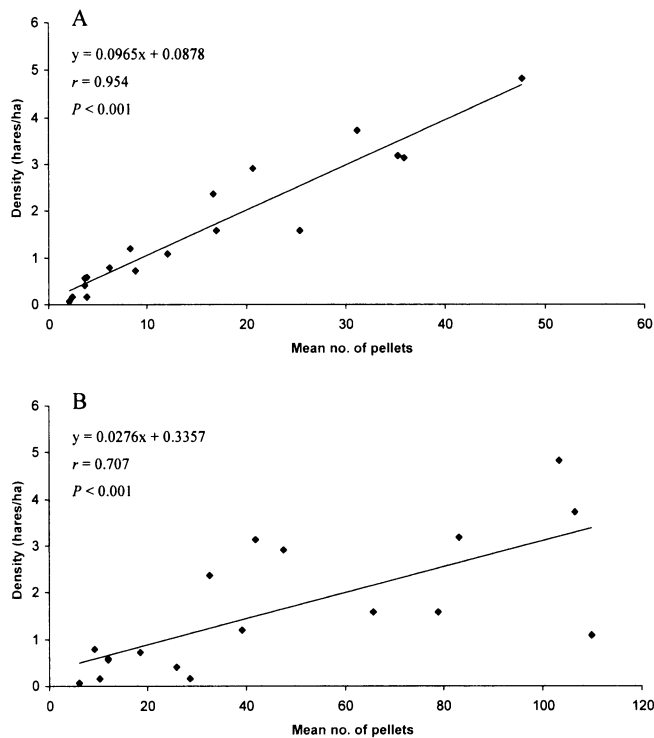 A
y = 0.0965x + 0.0878
r = 0.954
P < 0.001
Density (hares/ha)
6
5
4
3
2
1
0
0 10 20 30 40 50 60
Mean no. of pellets
B
y = 0.0276x + 0.3357
r = 0.707
P < 0.001
Density (hares/ha)
6
5
4
3
2
1
0
0 20 40 60 80 100 120
Mean no. of pellets